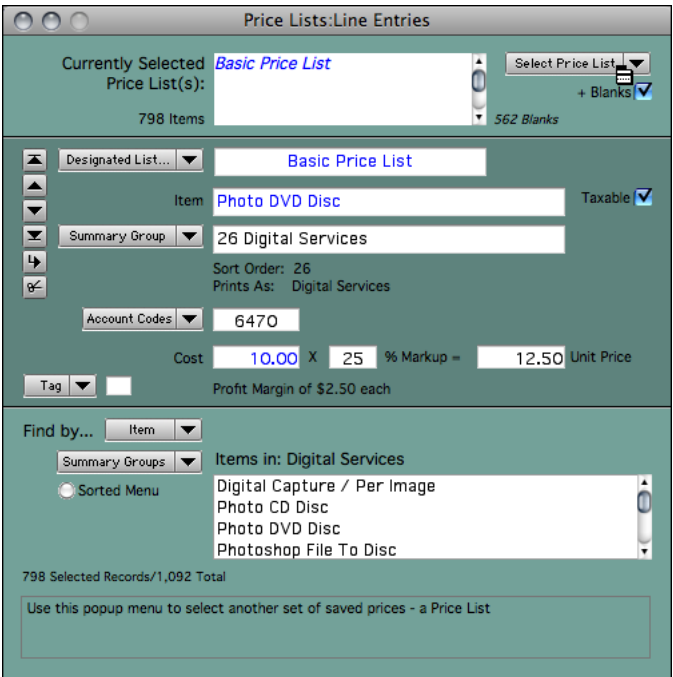 Price Lists:Line Entries
Currently Selected Price List(s):
Basic Price List
Select Price List
+ Blanks
798 Items
562 Blanks
Designated List... Basic Price List
Item Photo DVD Disc Taxable
Summary Group 26 Digital Services
Sort Order: 26
Prints As: Digital Services
Account Codes 6470
Cost 10.00 X 25 % Markup = 12.50 Unit Price
Tag Profit Margin of $2.50 each
Find by... Item
Summary Groups Items in: Digital Services
Sorted Menu
Digital Capture / Per Image
Photo CD Disc
Photo DVD Disc
Photoshop File To Disc
798 Selected Records/1,092 Total
Use this popup menu to select another set of saved prices - a Price List